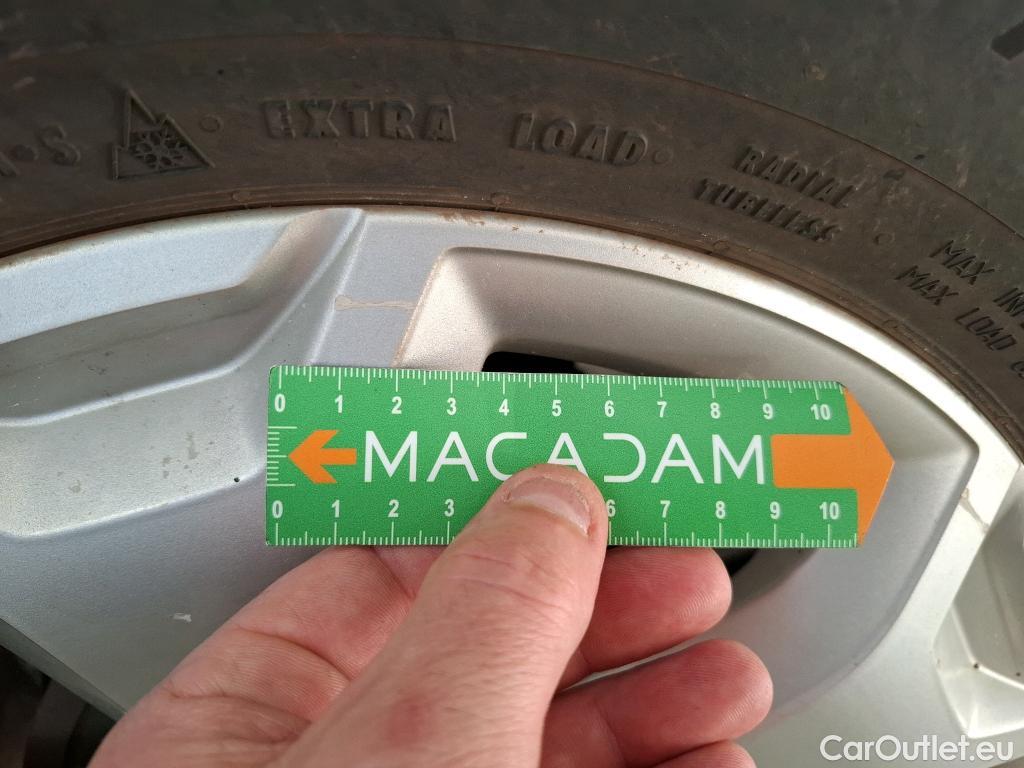 ·S
EXTRA LOAD
RADIAL
TUBELESS
MAX
MAX LOAD
0 1 2 3 4 5 6 7 8 9 10
MACADAM
0 1 2 3 6 7 8 9 10
CarOutlet.eu